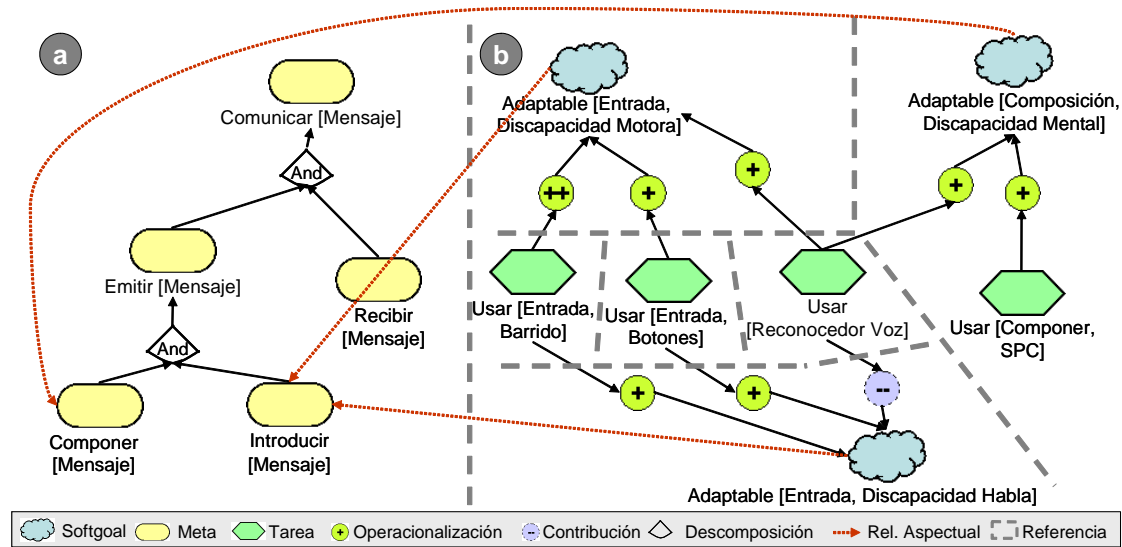 a
b
Comunicar [Mensaje]
And
Emitir [Mensaje]
Recibir
[Mensaje]
And
Componer
[Mensaje]
Introducir
[Mensaje]
Adaptable [Entrada,
Discapacidad Motora]
Adaptable [Composición,
Discapacidad Mental]
++
+
+
+
+
Usar [Entrada,
Barrido]
Usar [Entrada,
Botones]
Usar
[Reconocedor Voz]
Usar [Componer,
SPC]
+
+
--
Adaptable [Entrada, Discapacidad Habla]
Softgoal
Meta
Tarea
+ Operacionalización
-- Contribución
Descomposición
Rel. Aspectual
Referencia